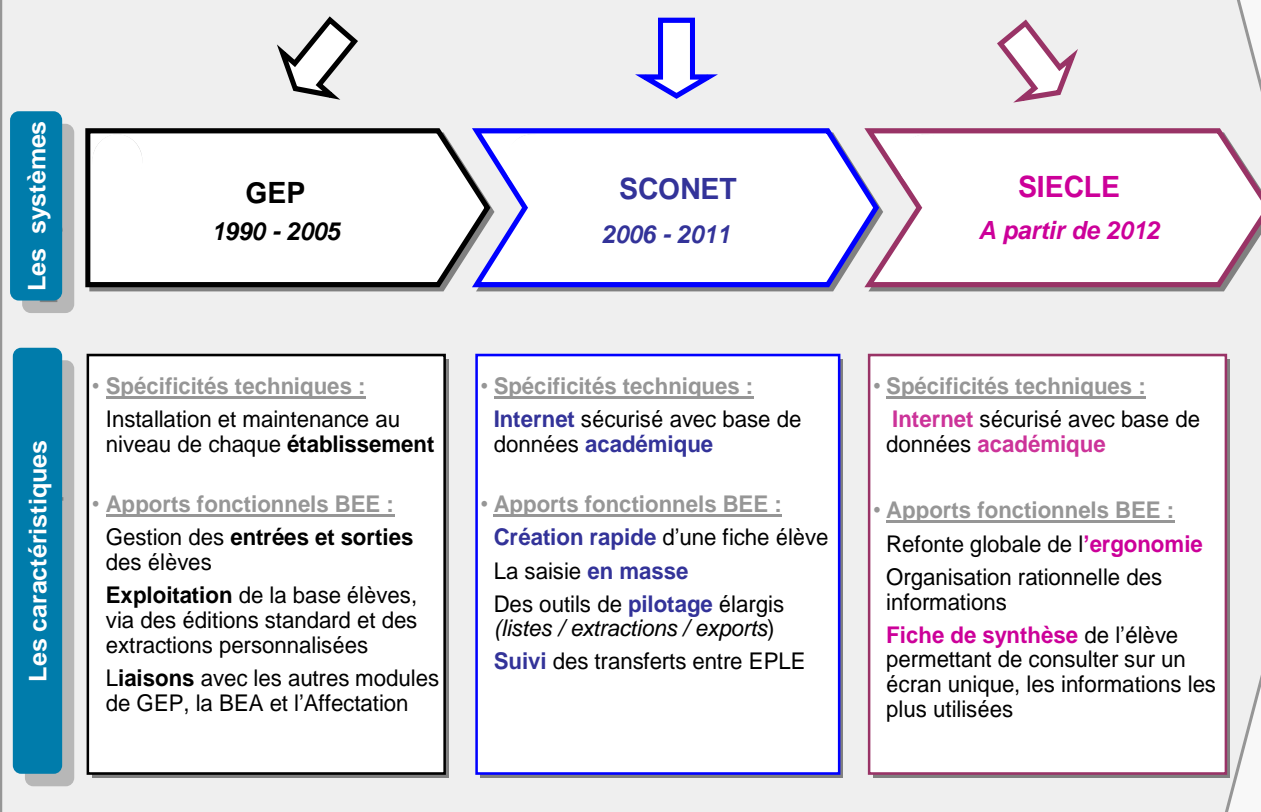 Les systèmes
GEP
1990 - 2005
SCONET
2006 - 2011
SIECLE
A partir de 2012
Les caractéristiques
• Spécificités techniques :
Installation et maintenance au
niveau de chaque établissement
• Apports fonctionnels BEE :
Gestion des entrées et sorties
des élèves
Exploitation de la base élèves,
via des éditions standard et des
extractions personnalisées
Liaisons avec les autres modules
de GEP, la BEA et l’Affectation
• Spécificités techniques :
Internet sécurisé avec base de
données académique
• Apports fonctionnels BEE :
Création rapide d’une fiche élève
La saisie en masse
Des outils de pilotage élargis
(listes / extractions / exports)
Suivi des transferts entre EPLE
• Spécificités techniques :
Internet sécurisé avec base de
données académique
• Apports fonctionnels BEE :
Refonte globale de l’ergonomie
Organisation rationnelle des
informations
Fiche de synthèse de l’élève
permettant de consulter sur un
écran unique, les informations les
plus utilisées